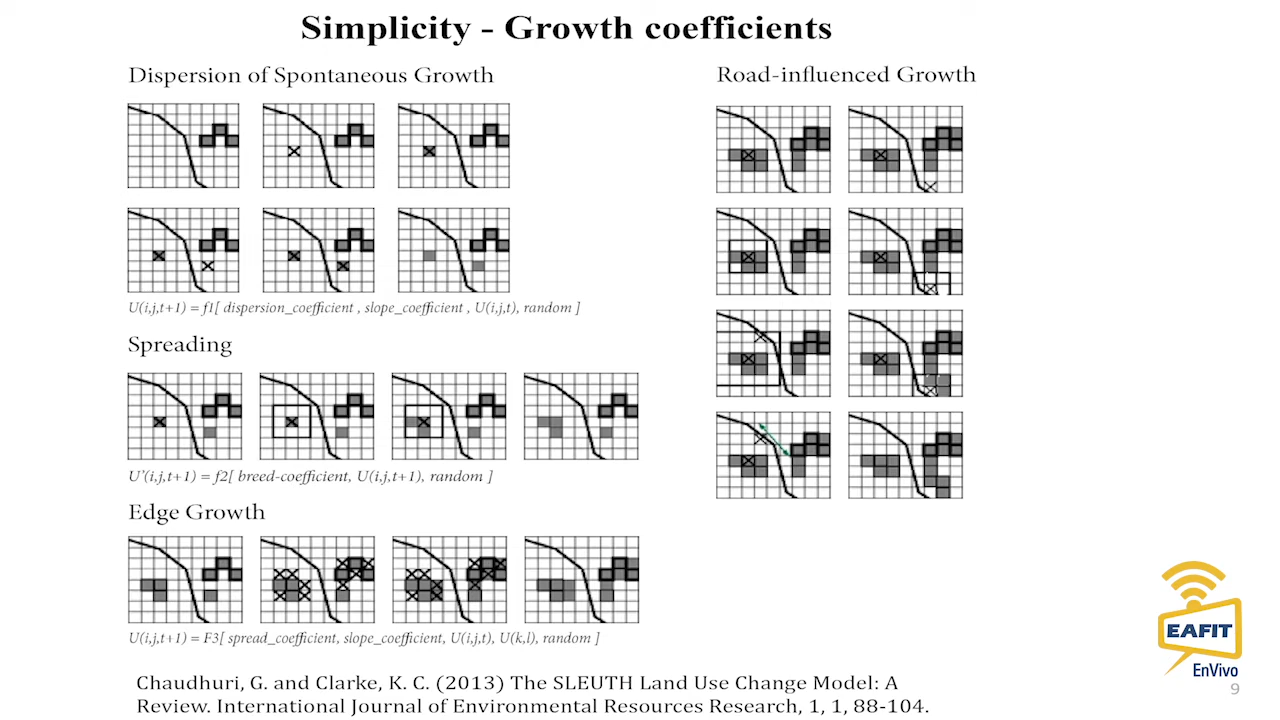 Simplicity - Growth coefficients
Dispersion of Spontaneous Growth
U(i,j,t+1) = f1[ dispersion_coefficient , slope_coefficient , U(i,j,t), random ]
Spreading
U'(i,j,t+1) = f2[ breed-coefficient, U(i,j,t+1), random ]
Edge Growth
U(i,j,t+1) = F3[ spread_coefficient, slope_coefficient, U(i,j,t), U(k,l), random ]
Road-influenced Growth
Chaudhuri, G. and Clarke, K. C. (2013) The SLEUTH Land Use Change Model: A
Review. International Journal of Environmental Resources Research, 1, 1, 88-104.
EAFIT
EnVivo
9